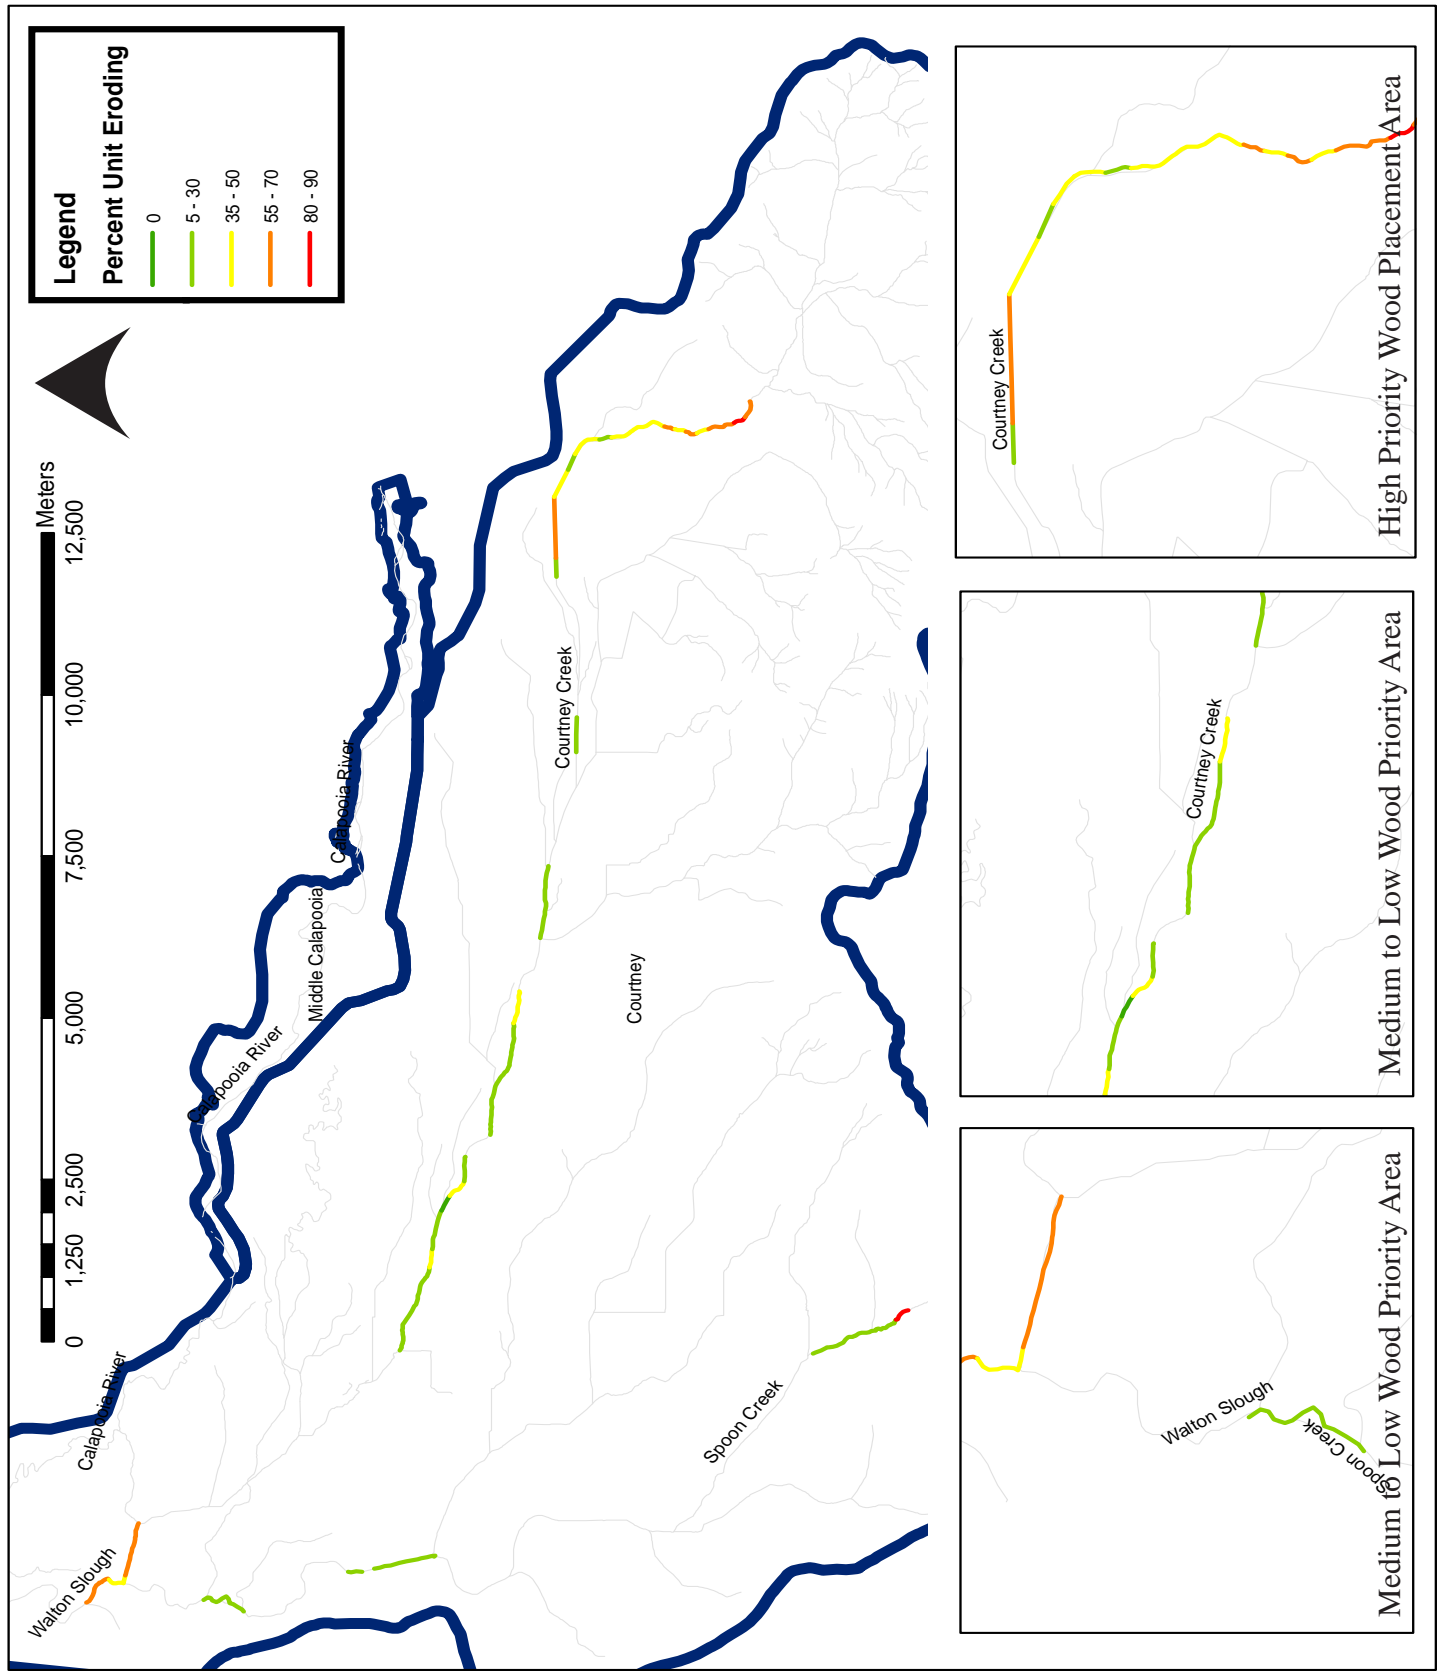 Legend
Percent Unit Eroding
0
5 - 30
35 - 50
55 - 70
80 - 90
Meters
0
1,250
2,500
5,000
7,500
10,000
12,500
Walton Slough
Calapooia River
Calapooia River
Calapooia River
Middle Calapooia
Courtney Creek
Courtney
Spoon Creek
Walton Slough
Spoon Creek
Medium to Low Wood Priority Area
Courtney Creek
Medium to Low Wood Priority Area
Courtney Creek
High Priority Wood Placement Area